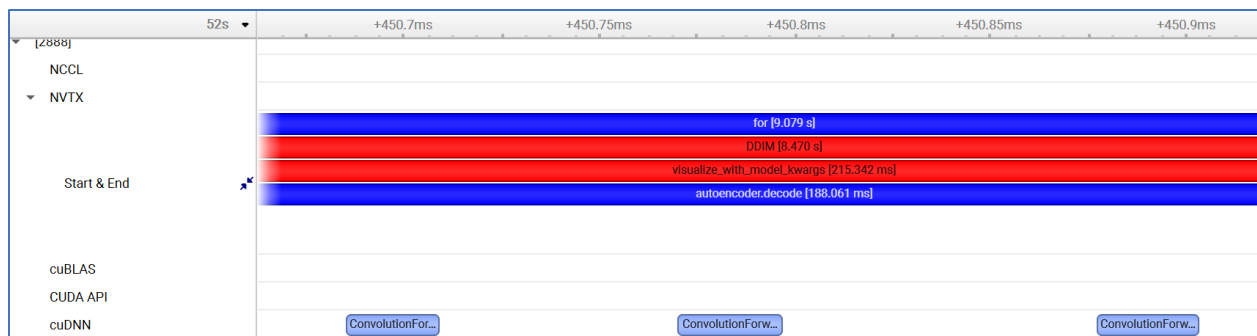 52s +450.7ms +450.75ms +450.8ms +450.85ms +450.9ms
[2888]
NCCL
NVTX
for [9.079 s]
DDIM [8.470 s]
visualize_with_model_kwargs [215.342 ms]
Start & End
autoencoder.decode [188.061 ms]
cuBLAS
CUDA API
cuDNN ConvolutionFor... ConvolutionForw... ConvolutionForw...